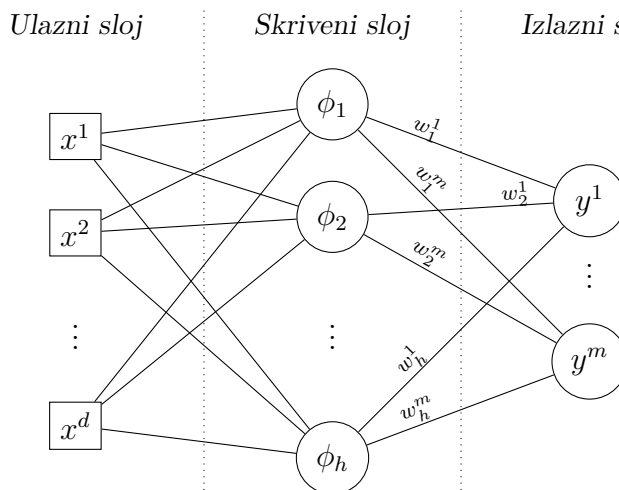 Ulazni sloj
Skriveni sloj
Izlazni s
x^1
x^2
⋮
x^d
ϕ_1
ϕ_2
⋮
ϕ_h
w_1^1
w_1^m
w_2^1
w_2^m
w_h^1
w_h^m
y^1
⋮
y^m